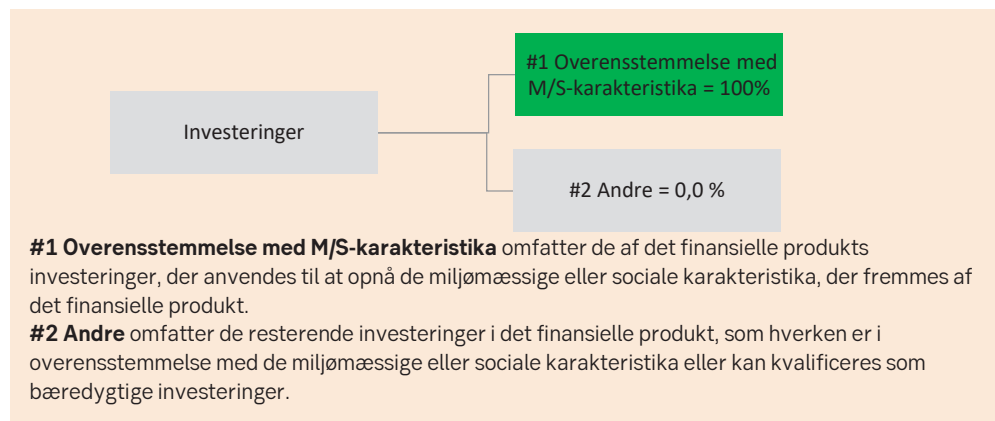 #1 Overensstemmelse med
M/S-karakteristika = 100%
Investeringer
#2 Andre = 0,0 %
#1 Overensstemmelse med M/S-karakteristika omfatter de af det finansielle produkts
investeringer, der anvendes til at opnå de miljømæssige eller sociale karakteristika, der fremmes af
det finansielle produkt.
#2 Andre omfatter de resterende investeringer i det finansielle produkt, som hverken er i
overensstemmelse med de miljømæssige eller sociale karakteristika eller kan kvalificeres som
bæredygtige investeringer.